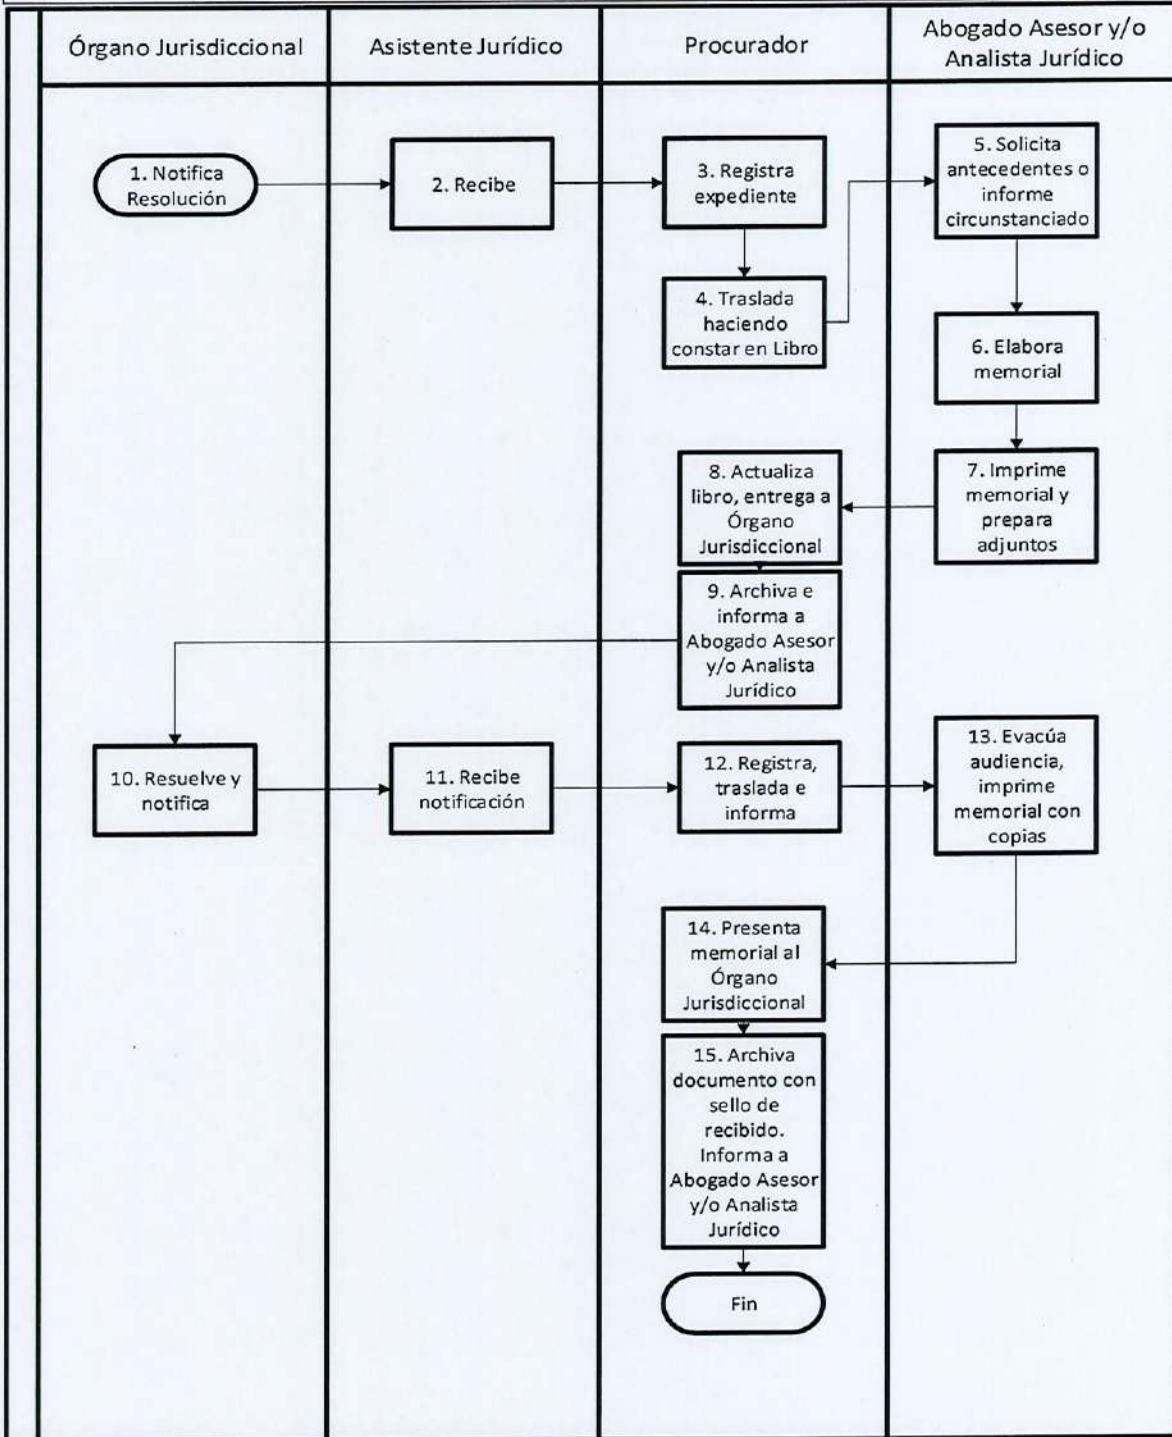 Órgano Jurisdiccional
Asistente Jurídico
Procurador
Abogado Asesor y/o
Analista Jurídico
1. Notifica
Resolución
2. Recibe
3. Registra
expediente
4. Traslada
haciendo
constar en Libro
5. Solicita
antecedentes o
informe
circunstanciado
6. Elabora
memorial
7. Imprime
memorial y
prepara
adjuntos
8. Actualiza
libro, entrega a
Órgano
Jurisdiccional
9. Archiva e
informa a
Abogado Asesor
y/o Analista
Jurídico
10. Resuelve y
notifica
11. Recibe
notificación
12. Registra,
traslada e
informa
13. Evacúa
audiencia,
imprime
memorial con
copias
14. Presenta
memorial al
Órgano
Jurisdiccional
15. Archiva
documento con
sello de
recibido.
Informa a
Abogado Asesor
y/o Analista
Jurídico
Fin